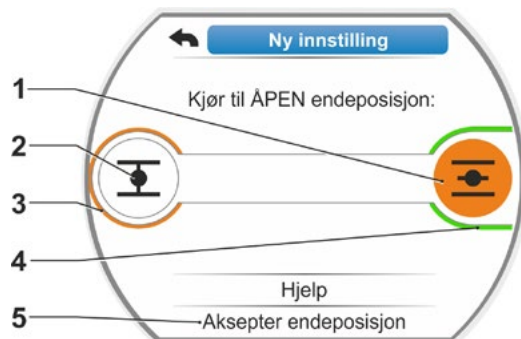 Ny innstilling
Kjør til ÅPEN endeposisjon:
1
2
3
4
Hjelp
5
Aksepter endeposisjon